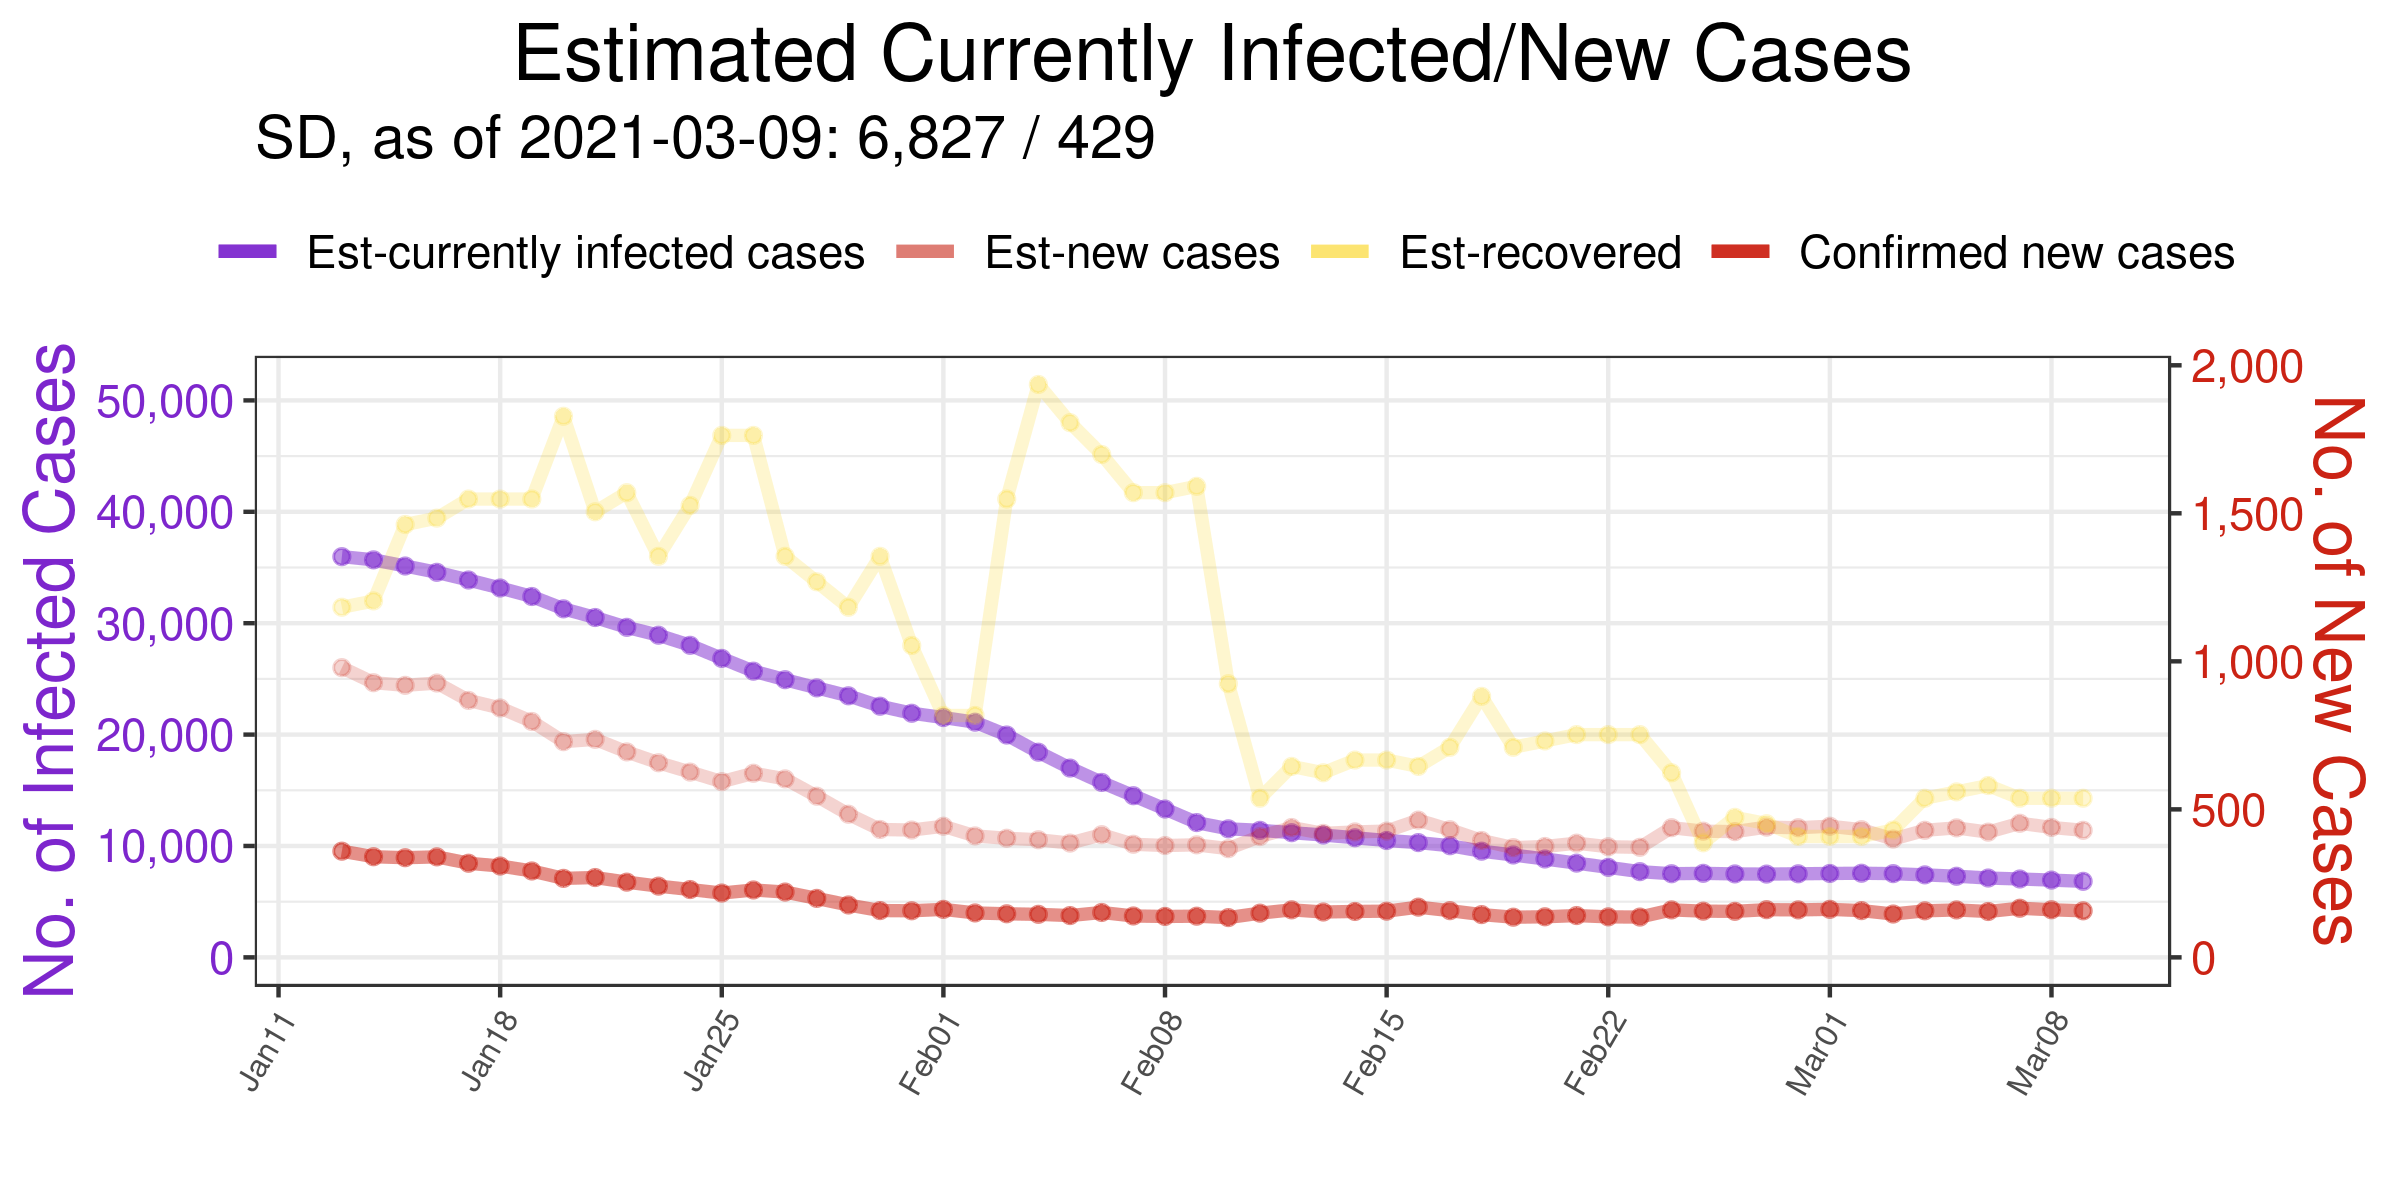 Estimated Currently Infected/New Cases
SD, as of 2021-03-09: 6,827 / 429
Est-currently infected cases Est-new cases Est-recovered Confirmed new cases
No. of Infected Cases
50,000
40,000
30,000
20,000
10,000
0
2,000
1,500
1,000
500
0
No. of New Cases
Jan11 Jan18 Jan25 Feb01 Feb08 Feb15 Feb22 Mar01 Mar08